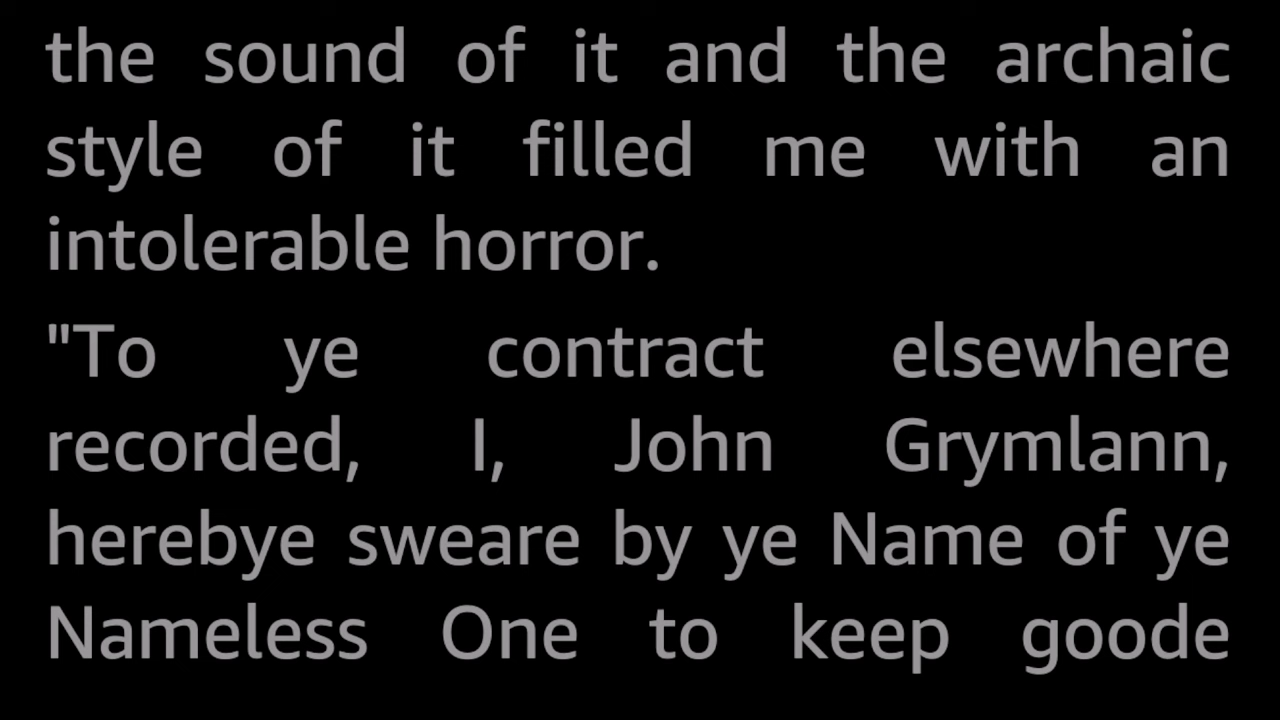 the sound of it and the archaic
style of it filled me with an
intolerable horror.
"To ye contract elsewhere
recorded, I, John Grymlann,
herebye sweare by ye Name of ye
Nameless One to keep goode